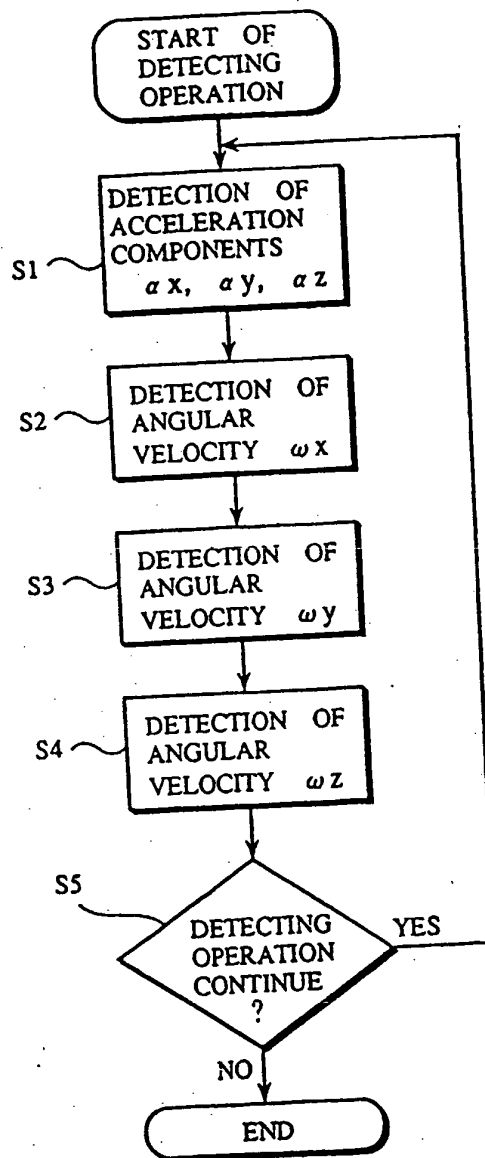 START OF
DETECTING
OPERATION
DETECTION OF
ACCELERATION
COMPONENTS
αx, αy, αz
S1
DETECTION OF
ANGULAR
VELOCITY ωx
S2
DETECTION OF
ANGULAR
VELOCITY ωy
S3
DETECTION OF
ANGULAR
VELOCITY ωz
S4
S5
DETECTING
OPERATION
CONTINUE
?
YES
NO
END